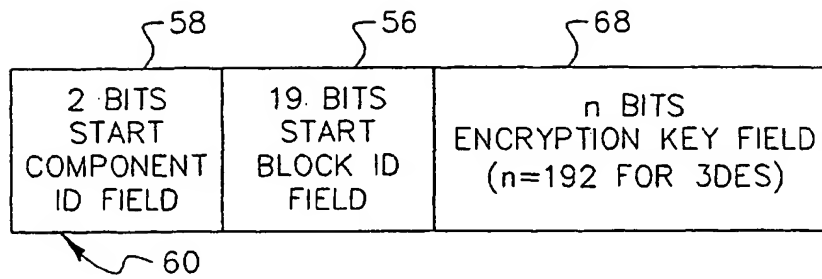 58
56
68
2 BITS
START
COMPONENT
ID FIELD
19 BITS
START
BLOCK ID
FIELD
n BITS
ENCRYPTION KEY FIELD
(n=192 FOR 3DES)
60